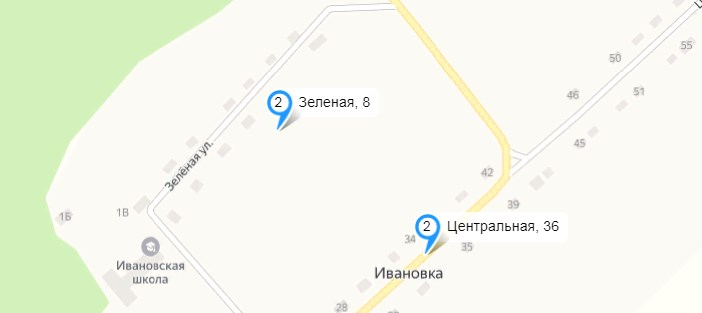 50
55
46
51
2 Зеленая, 8
45
Зелёная ул.
42
39
1Б
1В
2 Центральная, 36
34
35
Ивановская
школа
Ивановка
28